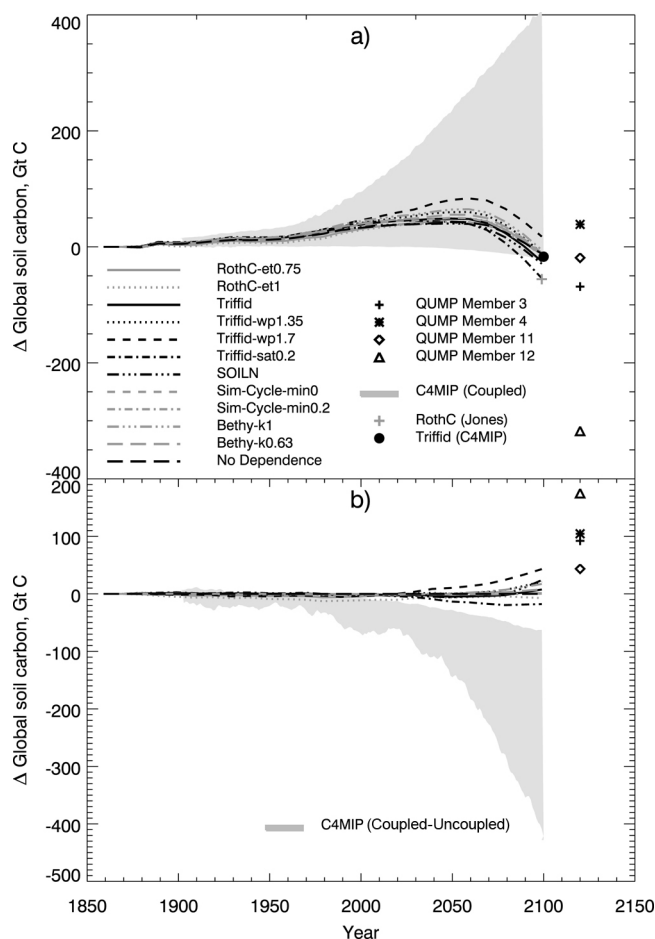 a)
400
200
0
-200
-400
Δ Global soil carbon, Gt C
RothC-et0.75
RothC-et1
Triffid
Triffid-wp1.35
Triffid-wp1.7
Triffid-sat0.2
SOILN
Sim-Cycle-min0
Sim-Cycle-min0.2
Bethy-k1
Bethy-k0.63
No Dependence
QUMP Member 3
QUMP Member 4
QUMP Member 11
QUMP Member 12
C4MIP (Coupled)
RothC (Jones)
Triffid (C4MIP)
b)
200
100
0
-100
-200
-300
-400
-500
Δ Global soil carbon, Gt C
C4MIP (Coupled-Uncoupled)
1850 1900 1950 2000 2050 2100 2150
Year